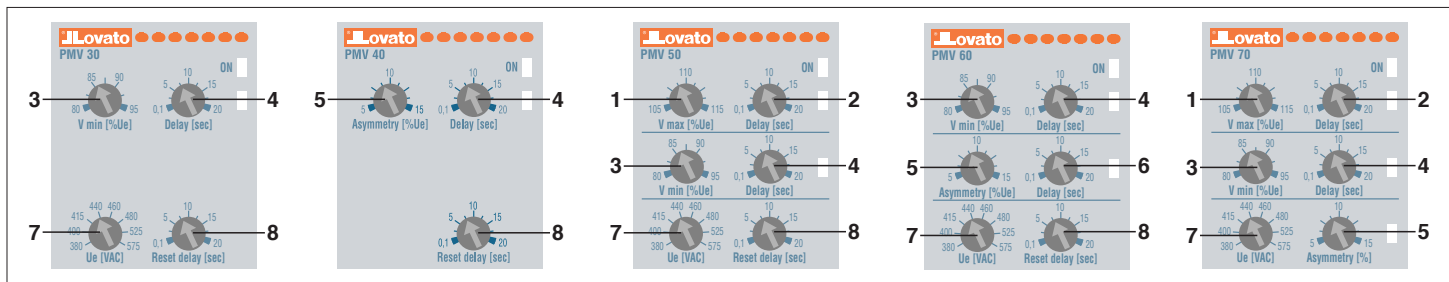 Lovato
PMV 30
ON
85 90
80 95
V min [%Ue]
5 10 15
0,1 20
Delay [sec]
3
4
440 460
415 480
400 525
380 575
Ue [VAC]
5 10 15
0,1 20
Reset delay [sec]
7
8
Lovato
PMV 40
ON
10
5 15
Asymmetry [%Ue]
5 10 15
0,1 20
Delay [sec]
5
4
5 10 15
0,1 20
Reset delay [sec]
8
Lovato
PMV 50
ON
110
105 115
V max [%Ue]
5 10 15
0,1 20
Delay [sec]
1
2
85 90
80 95
V min [%Ue]
5 10 15
0,1 20
Delay [sec]
3
4
440 460
415 480
400 525
380 575
Ue [VAC]
5 10 15
0,1 20
Reset delay [sec]
7
8
Lovato
PMV 60
ON
85 90
80 95
V min [%Ue]
5 10 15
0,1 20
Delay [sec]
3
4
10
5 15
Asymmetry [%Ue]
5 10 15
0,1 20
Delay [sec]
5
6
440 460
415 480
400 525
380 575
Ue [VAC]
5 10 15
0,1 20
Reset delay [sec]
7
8
Lovato
PMV 70
ON
110
105 115
V max [%Ue]
5 10 15
0,1 20
Delay [sec]
1
2
85 90
80 95
V min [%Ue]
5 10 15
0,1 20
Delay [sec]
3
4
440 460
415 480
400 525
380 575
Ue [VAC]
10
5 15
Asymmetry [%]
7
5